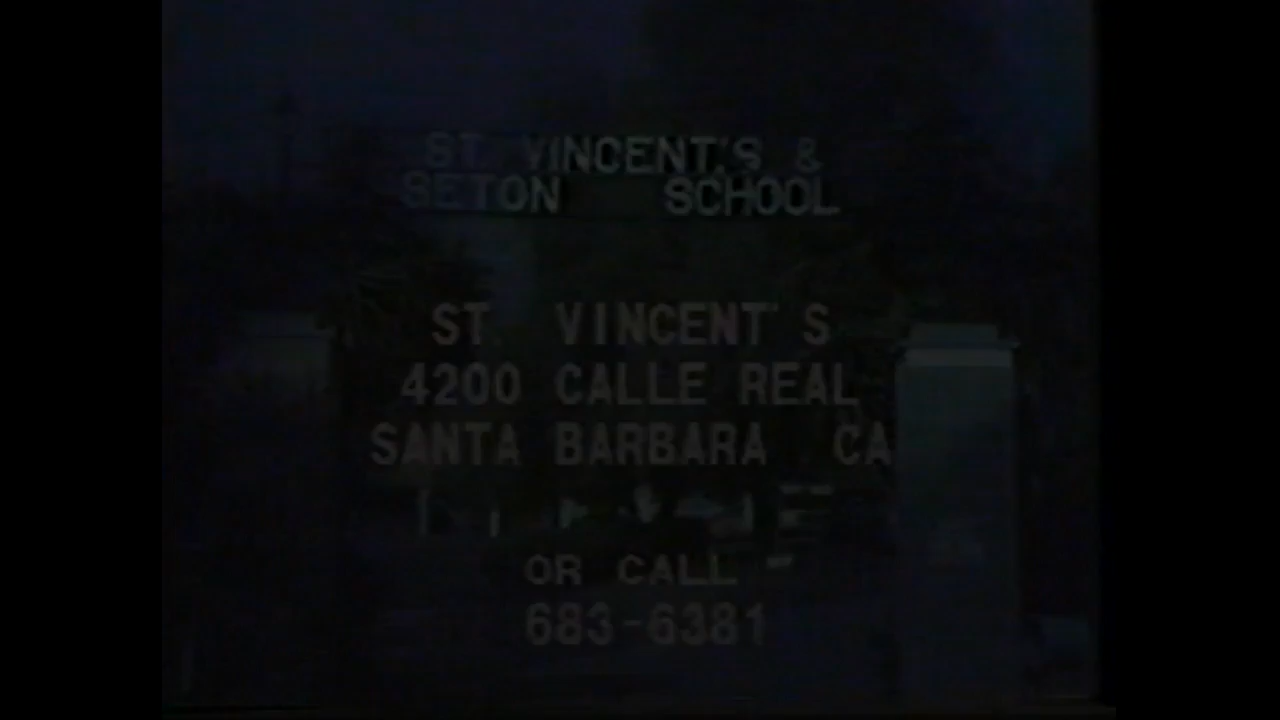 ST. VINCENT'S &
SETON SCHOOL
ST. VINCENT'S
4200 CALLE REAL
SANTA BARBARA CA
OR CALL
683-6381